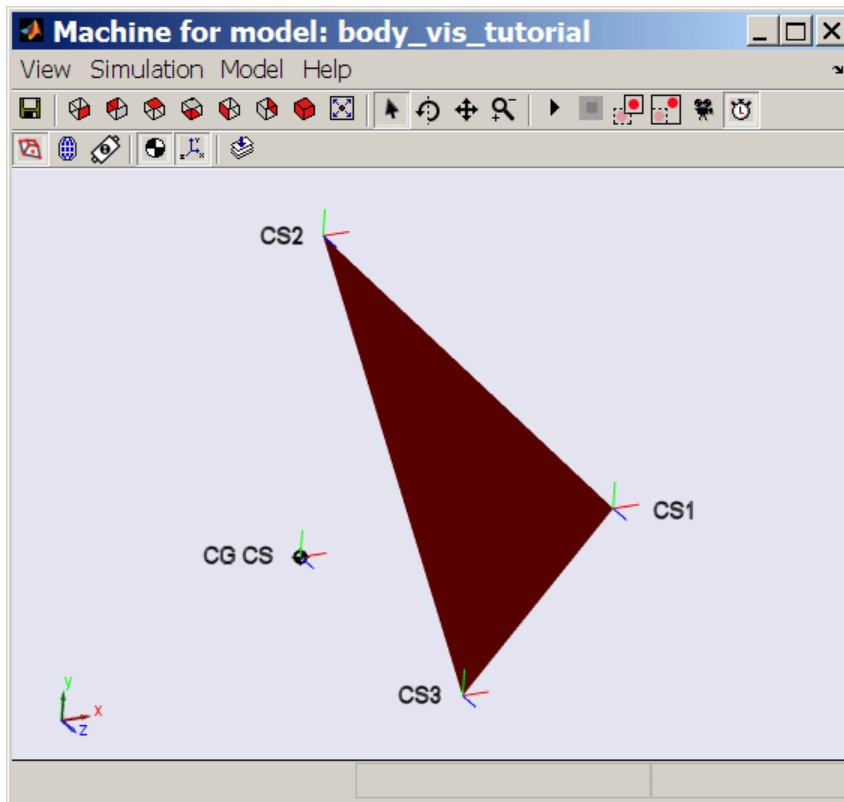 Machine for model: body_vis_tutorial
View Simulation Model Help
CS2
CS1
CG CS
CS3
y
x
z